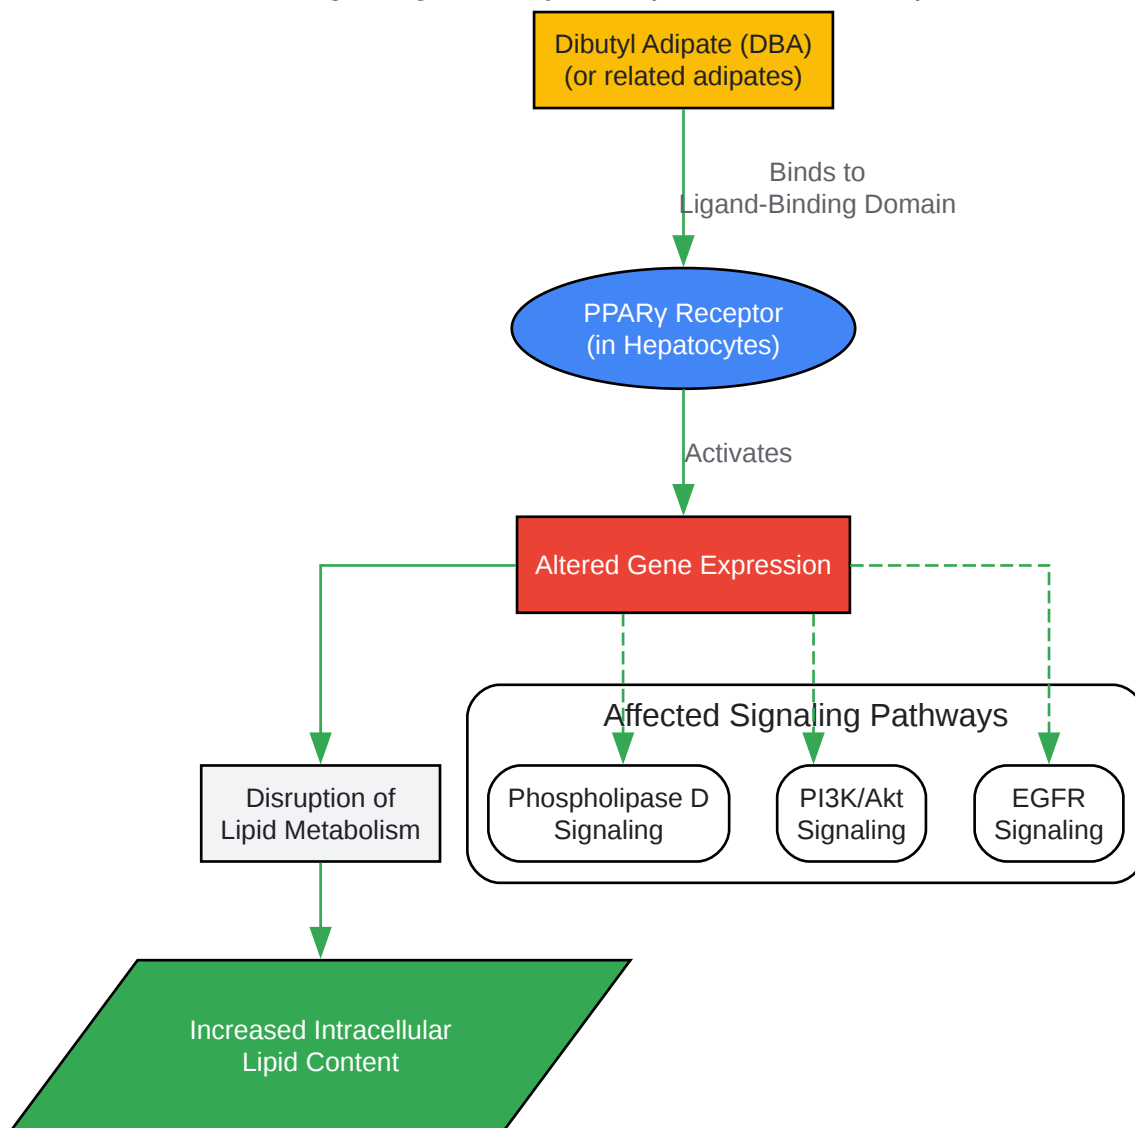 Dibutyl Adipate (DBA)
(or related adipates)
Binds to
Ligand-Binding Domain
PPARγ Receptor
(in Hepatocytes)
Activates
Altered Gene Expression
Affected Signaling Pathways
Disruption of
Lipid Metabolism
Phospholipase D
Signaling
PI3K/Akt
Signaling
EGFR
Signaling
Increased Intracellular
Lipid Content